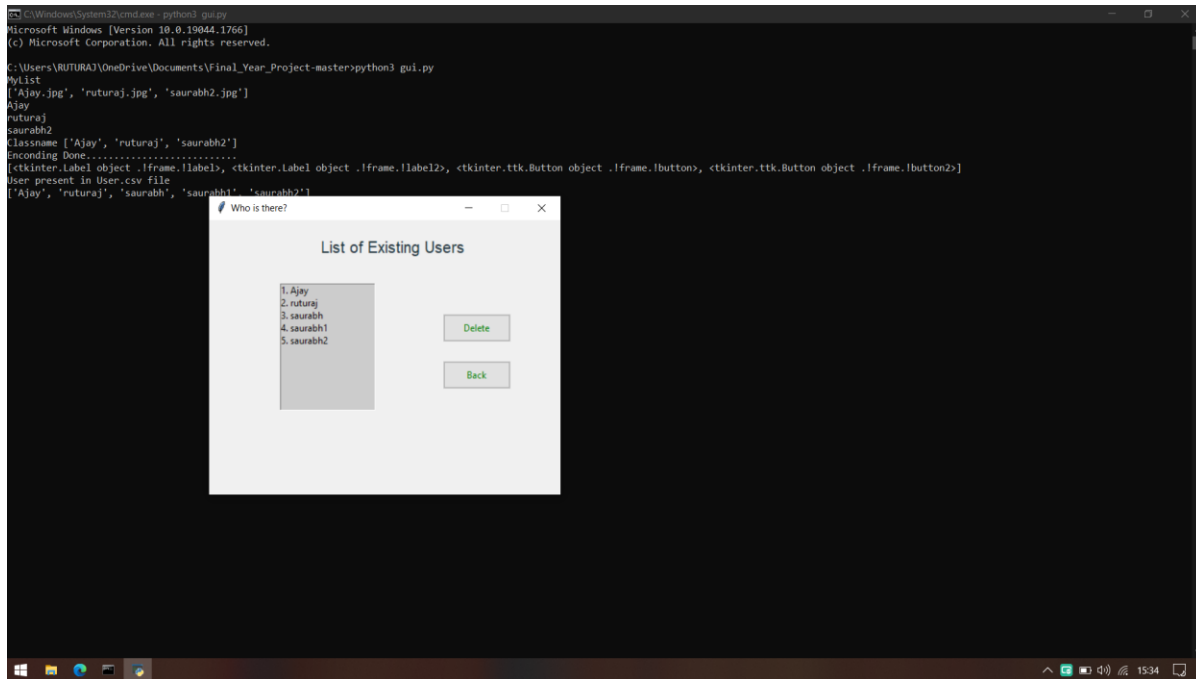 C:\Windows\System32\cmd.exe - python3 gui.py
Microsoft Windows [Version 10.0.19044.1766]
(c) Microsoft Corporation. All rights reserved.
C:\Users\RUTURAJ\OneDrive\Documents\Final_Year_Project-master>python3 gui.py
MyList
['Ajay.jpg', 'ruturaj.jpg', 'saurabh2.jpg']
Ajay
ruturaj
saurabh2
Classname ['Ajay', 'ruturaj', 'saurabh2']
Enconding Done...........................
[<tkinter.Label object .!frame.!label>, <tkinter.Label object .!frame.!label2>, <tkinter.ttk.Button object .!frame.!button>, <tkinter.ttk.Button object .!frame.!button2>]
User present in User.csv file
['Ajay', 'ruturaj', 'saurabh', 'saurabh1', 'saurabh2']
Who is there?
List of Existing Users
1. Ajay
2. ruturaj
3. saurabh
4. saurabh1
5. saurabh2
Delete
Back
15:34